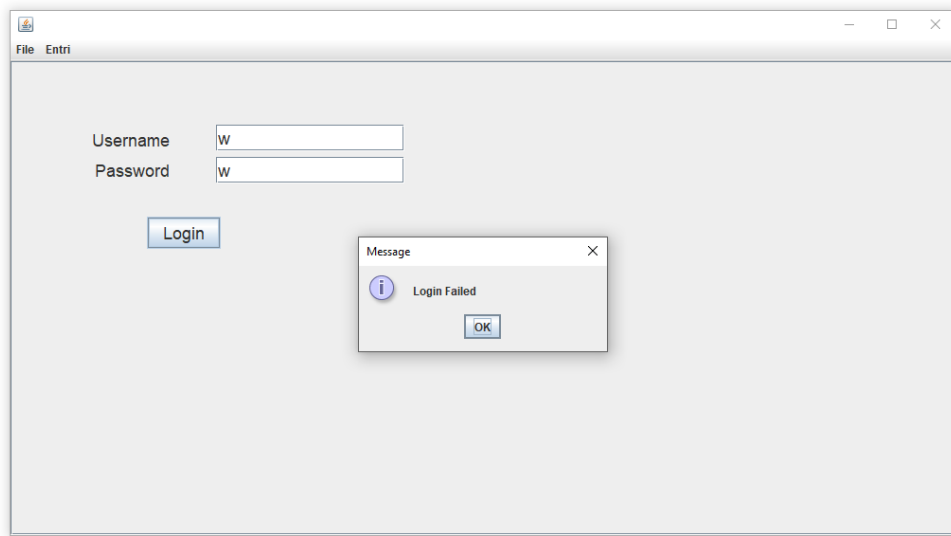 File Entri
Username w
Password w
Login
Message
Login Failed
OK